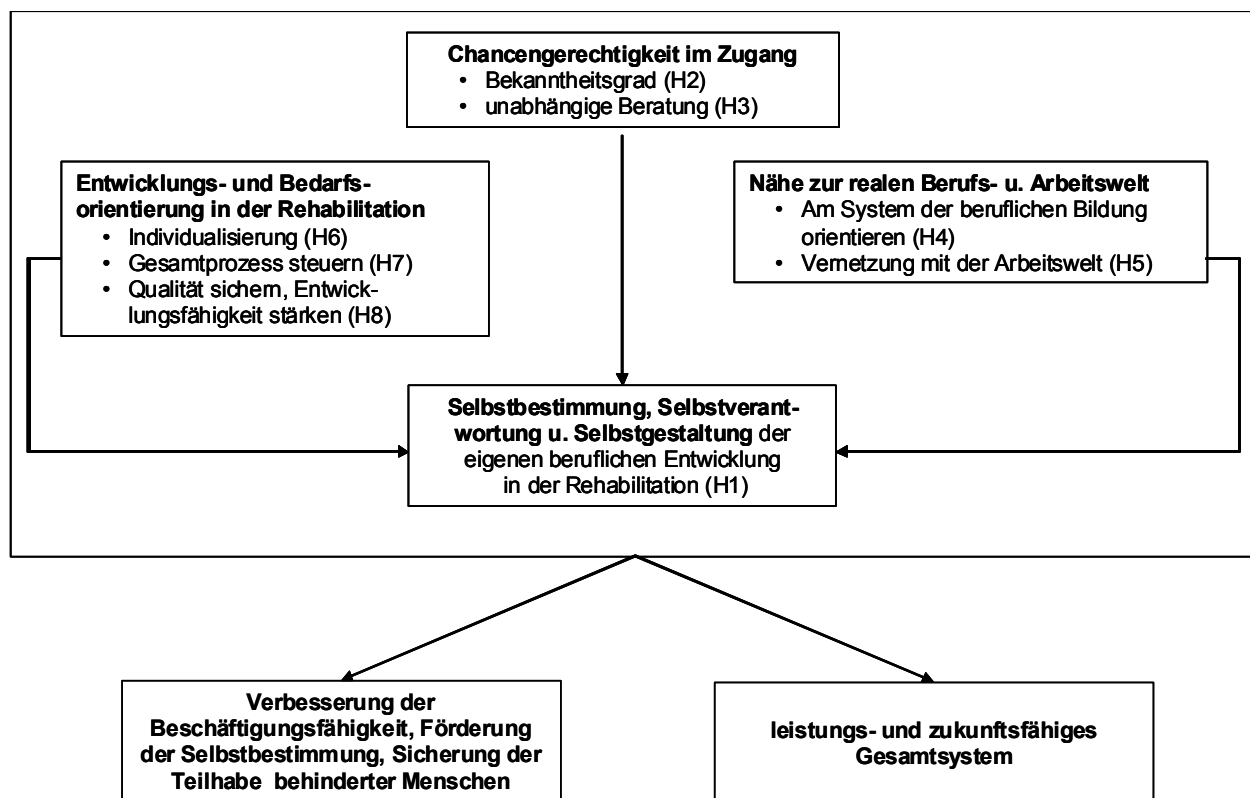 Chancengerechtigkeit im Zugang
• Bekanntheitsgrad (H2)
• unabhängige Beratung (H3)
Entwicklungs- und Bedarfs-
orientierung in der Rehabilitation
• Individualisierung (H6)
• Gesamtprozess steuern (H7)
• Qualität sichern, Entwick-
lungsfähigkeit stärken (H8)
Nähe zur realen Berufs- u. Arbeitswelt
• Am System der beruflichen Bildung
orientieren (H4)
• Vernetzung mit der Arbeitswelt (H5)
Selbstbestimmung, Selbstverant-
wortung u. Selbstgestaltung der
eigenen beruflichen Entwicklung
in der Rehabilitation (H1)
Verbesserung der
Beschäftigungsfähigkeit, Förderung
der Selbstbestimmung, Sicherung der
Teilhabe behinderter Menschen
leistungs- und zukunftsfähiges
Gesamtsystem